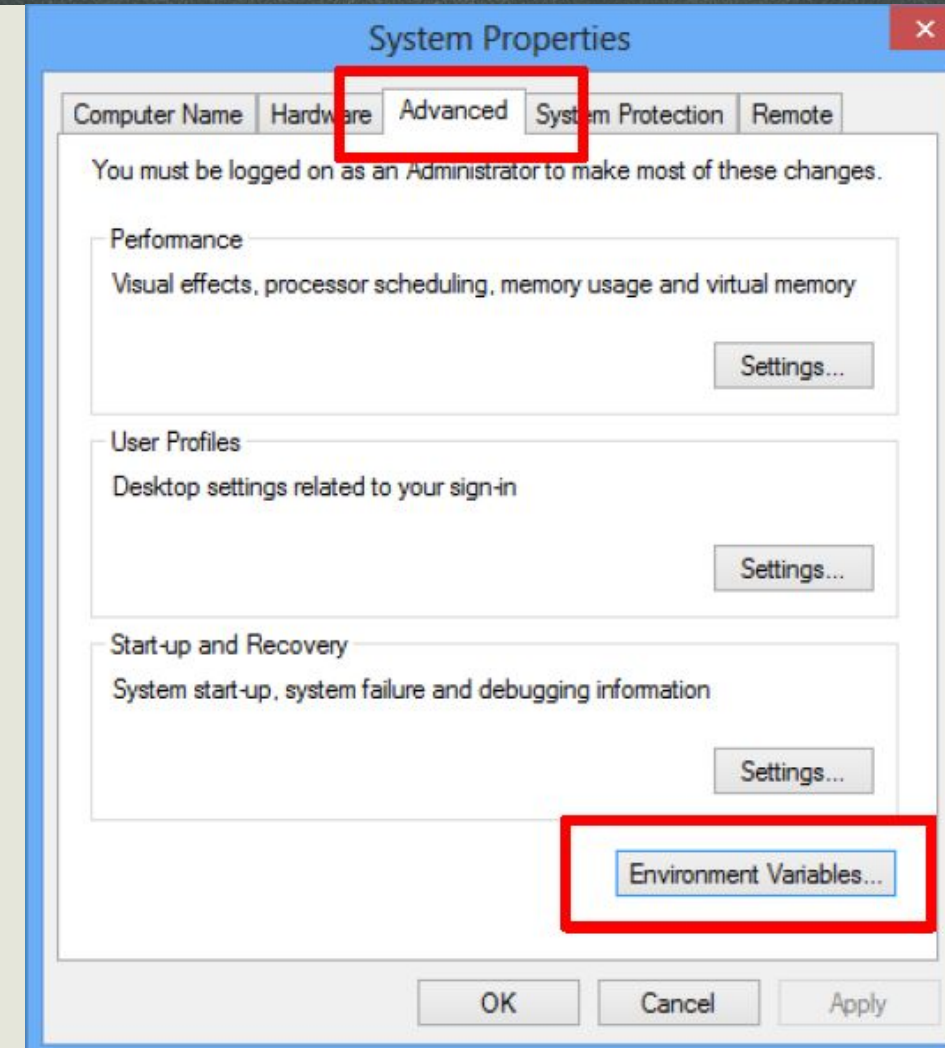 System Properties
Computer Name Hardware Advanced System Protection Remote
You must be logged on as an Administrator to make most of these changes.
Performance
Visual effects, processor scheduling, memory usage and virtual memory
Settings...
User Profiles
Desktop settings related to your sign-in
Settings...
Start-up and Recovery
System start-up, system failure and debugging information
Settings...
Environment Variables...
OK Cancel Apply